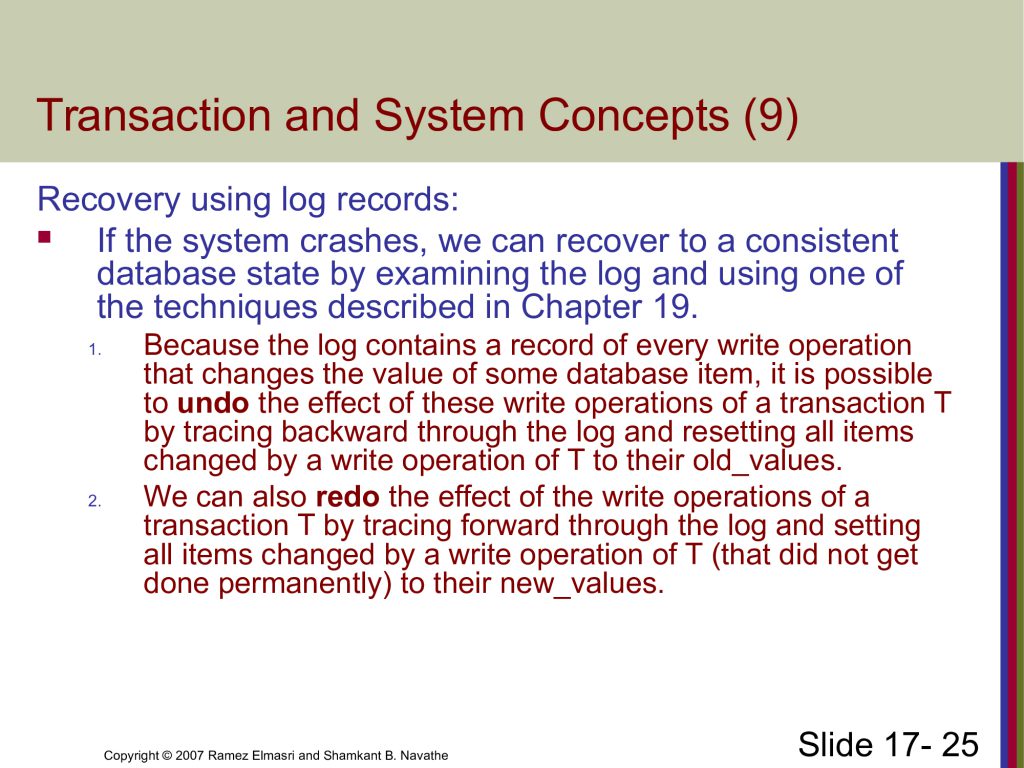 Transaction and System Concepts (9)
Recovery using log records:
If the system crashes, we can recover to a consistent
database state by examining the log and using one of
the techniques described in Chapter 19.
1. Because the log contains a record of every write operation
that changes the value of some database item, it is possible
to undo the effect of these write operations of a transaction T
by tracing backward through the log and resetting all items
changed by a write operation of T to their old_values.
2. We can also redo the effect of the write operations of a
transaction T by tracing forward through the log and setting
all items changed by a write operation of T (that did not get
done permanently) to their new_values.
Copyright © 2007 Ramez Elmasri and Shamkant B. Navathe
Slide 17- 25